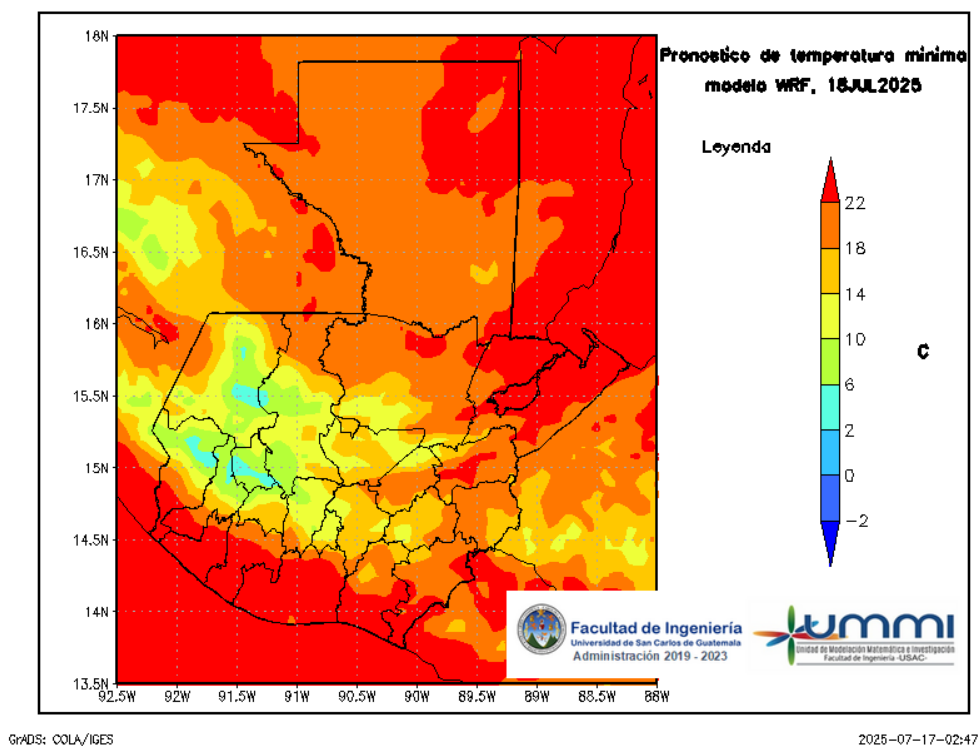 Pronostico de temperatura minima
modelo WRF, 18JUL2025
Leyenda
22
18
14
10
6
2
0
−2
C
18N
17.5N
17N
16.5N
16N
15.5N
15N
14.5N
14N
13.5N
92.5W
92W
91.5W
91W
90.5W
90W
89.5W
89W
88.5W
88W
Facultad de Ingeniería
Universidad de San Carlos de Guatemala
Administración 2019 - 2023
ummi
Unidad de Modelación Matemática e Investigación
Facultad de Ingeniería -USAC-
GrADS: COLA/IGES
2025-07-17-02:47